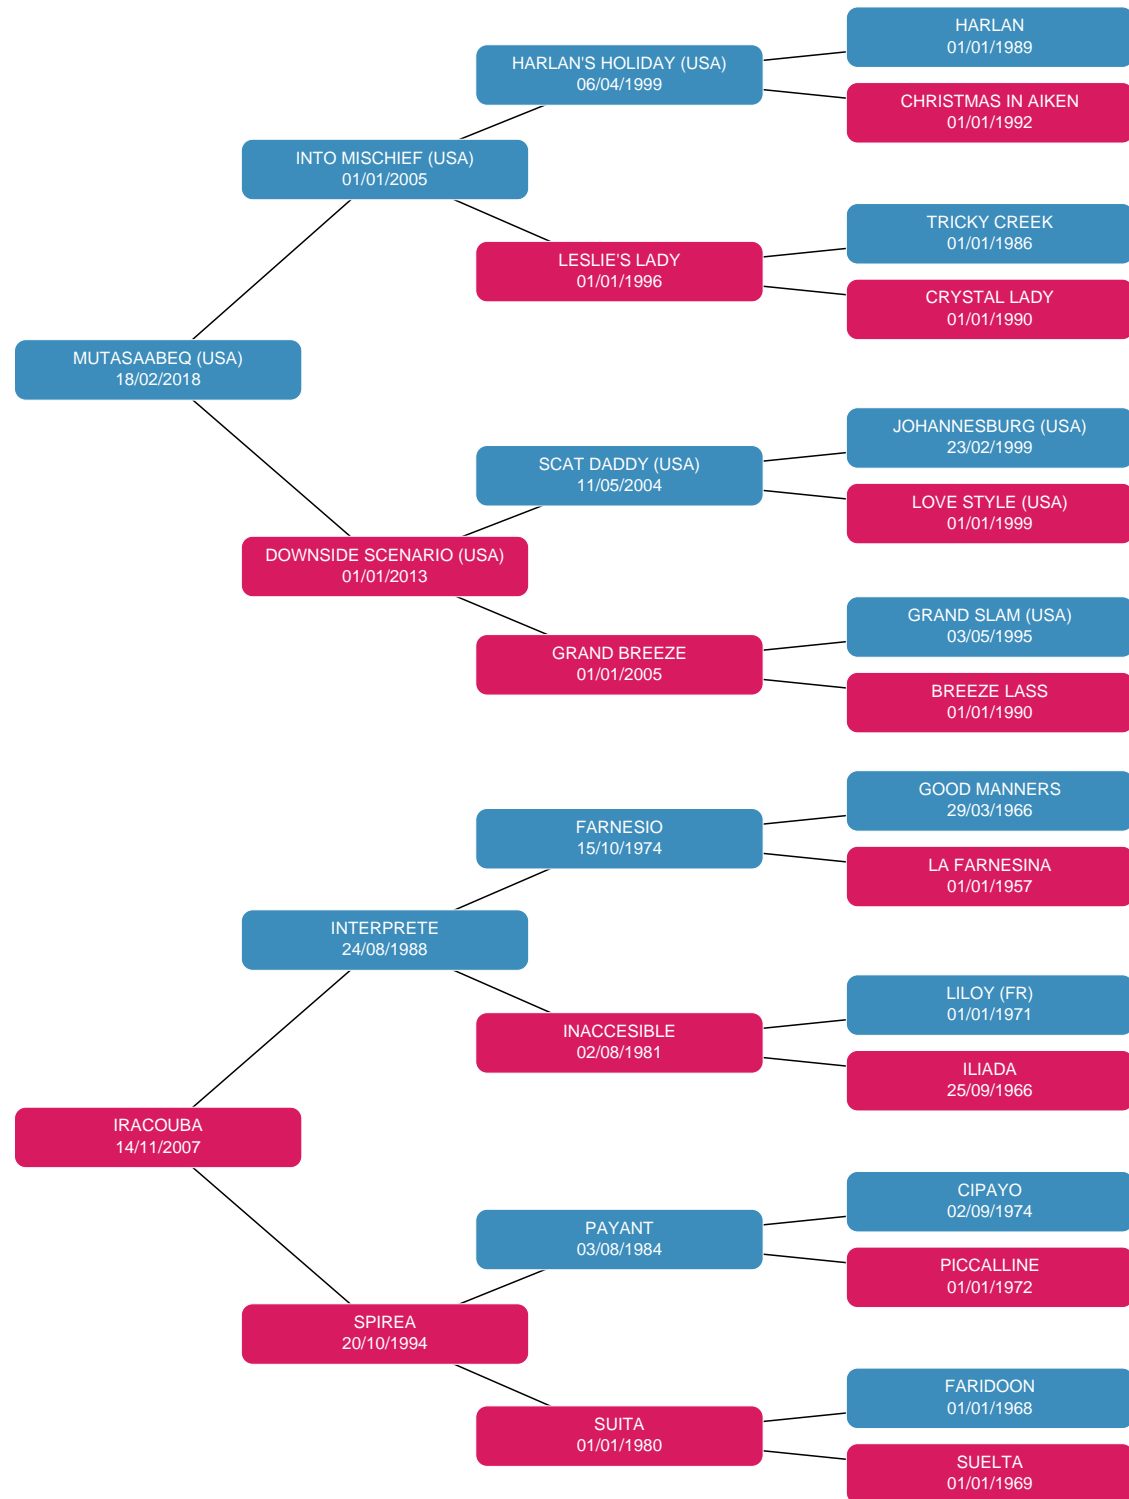 HARLAN
01/01/1989
HARLAN'S HOLIDAY (USA)
06/04/1999
CHRISTMAS IN AIKEN
01/01/1992
INTO MISCHIEF (USA)
01/01/2005
TRICKY CREEK
01/01/1986
LESLIE'S LADY
01/01/1996
CRYSTAL LADY
01/01/1990
MUTASAABEQ (USA)
18/02/2018
JOHANNESBURG (USA)
23/02/1999
SCAT DADDY (USA)
11/05/2004
LOVE STYLE (USA)
01/01/1999
DOWNSIDE SCENARIO (USA)
01/01/2013
GRAND SLAM (USA)
03/05/1995
GRAND BREEZE
01/01/2005
BREEZE LASS
01/01/1990
GOOD MANNERS
29/03/1966
FARNESIO
15/10/1974
LA FARNESINA
01/01/1957
INTERPRETE
24/08/1988
LILOY (FR)
01/01/1971
INACCESIBLE
02/08/1981
ILIADA
25/09/1966
IRACOUBA
14/11/2007
CIPAYO
02/09/1974
PAYANT
03/08/1984
PICCALLINE
01/01/1972
SPIREA
20/10/1994
FARIDOON
01/01/1968
SUITA
01/01/1980
SUELTA
01/01/1969